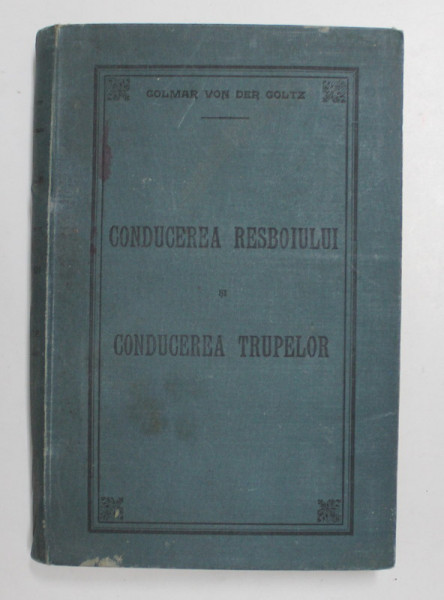 COLMAR VON DER GOLTZ
CONDUCEREA RESBOIULUI
ȘI
CONDUCEREA TRUPELOR